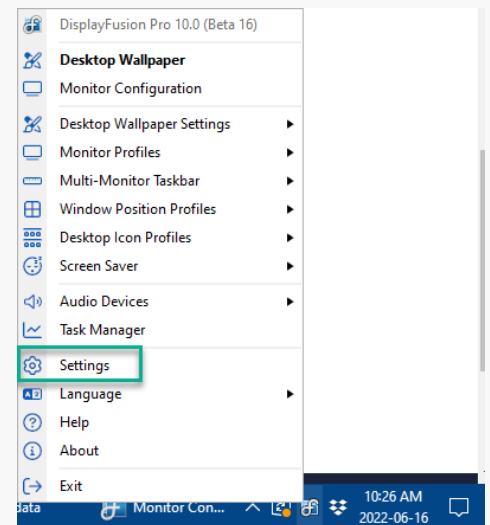 DisplayFusion Pro 10.0 (Beta 16)
Desktop Wallpaper
Monitor Configuration
Desktop Wallpaper Settings
Monitor Profiles
Multi-Monitor Taskbar
Window Position Profiles
Desktop Icon Profiles
Screen Saver
Audio Devices
Task Manager
Settings
Language
Help
About
Exit
data
Monitor Con...
10:26 AM
2022-06-16